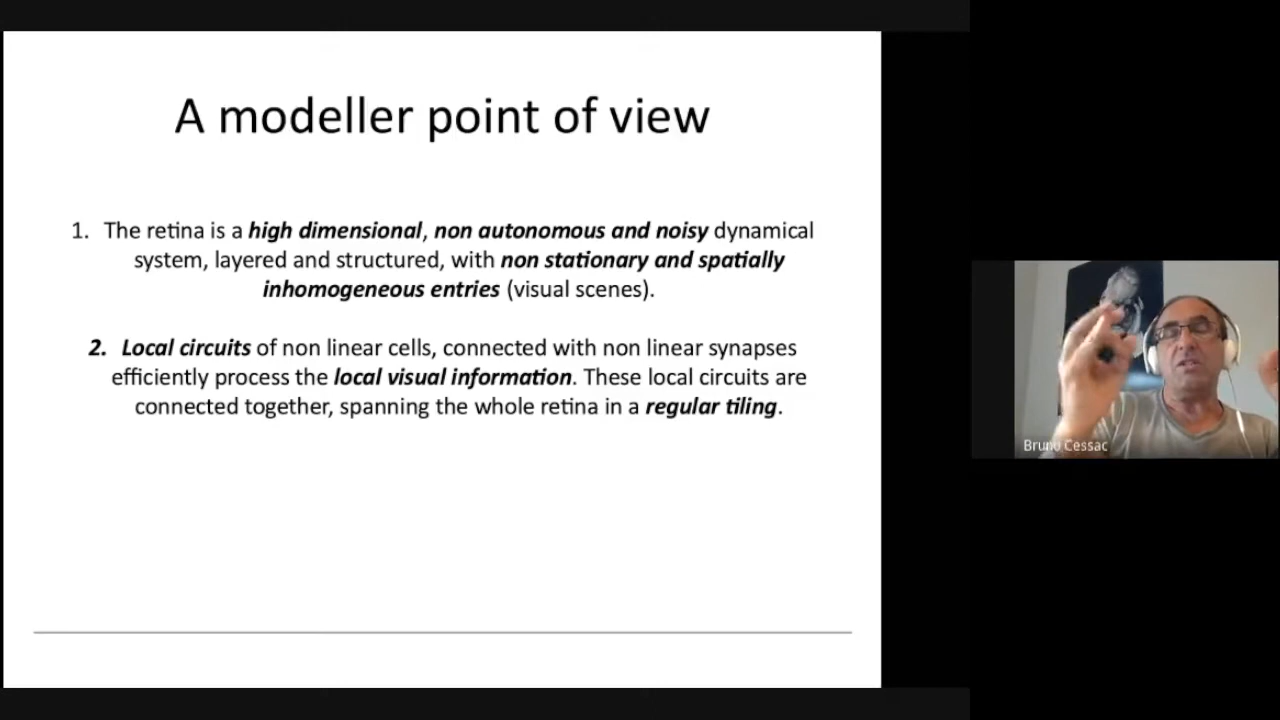 A modeller point of view
1. The retina is a high dimensional, non autonomous and noisy dynamical
system, layered and structured, with non stationary and spatially
inhomogeneous entries (visual scenes).
2. Local circuits of non linear cells, connected with non linear synapses
efficiently process the local visual information. These local circuits are
connected together, spanning the whole retina in a regular tiling.
Bruno Cessac